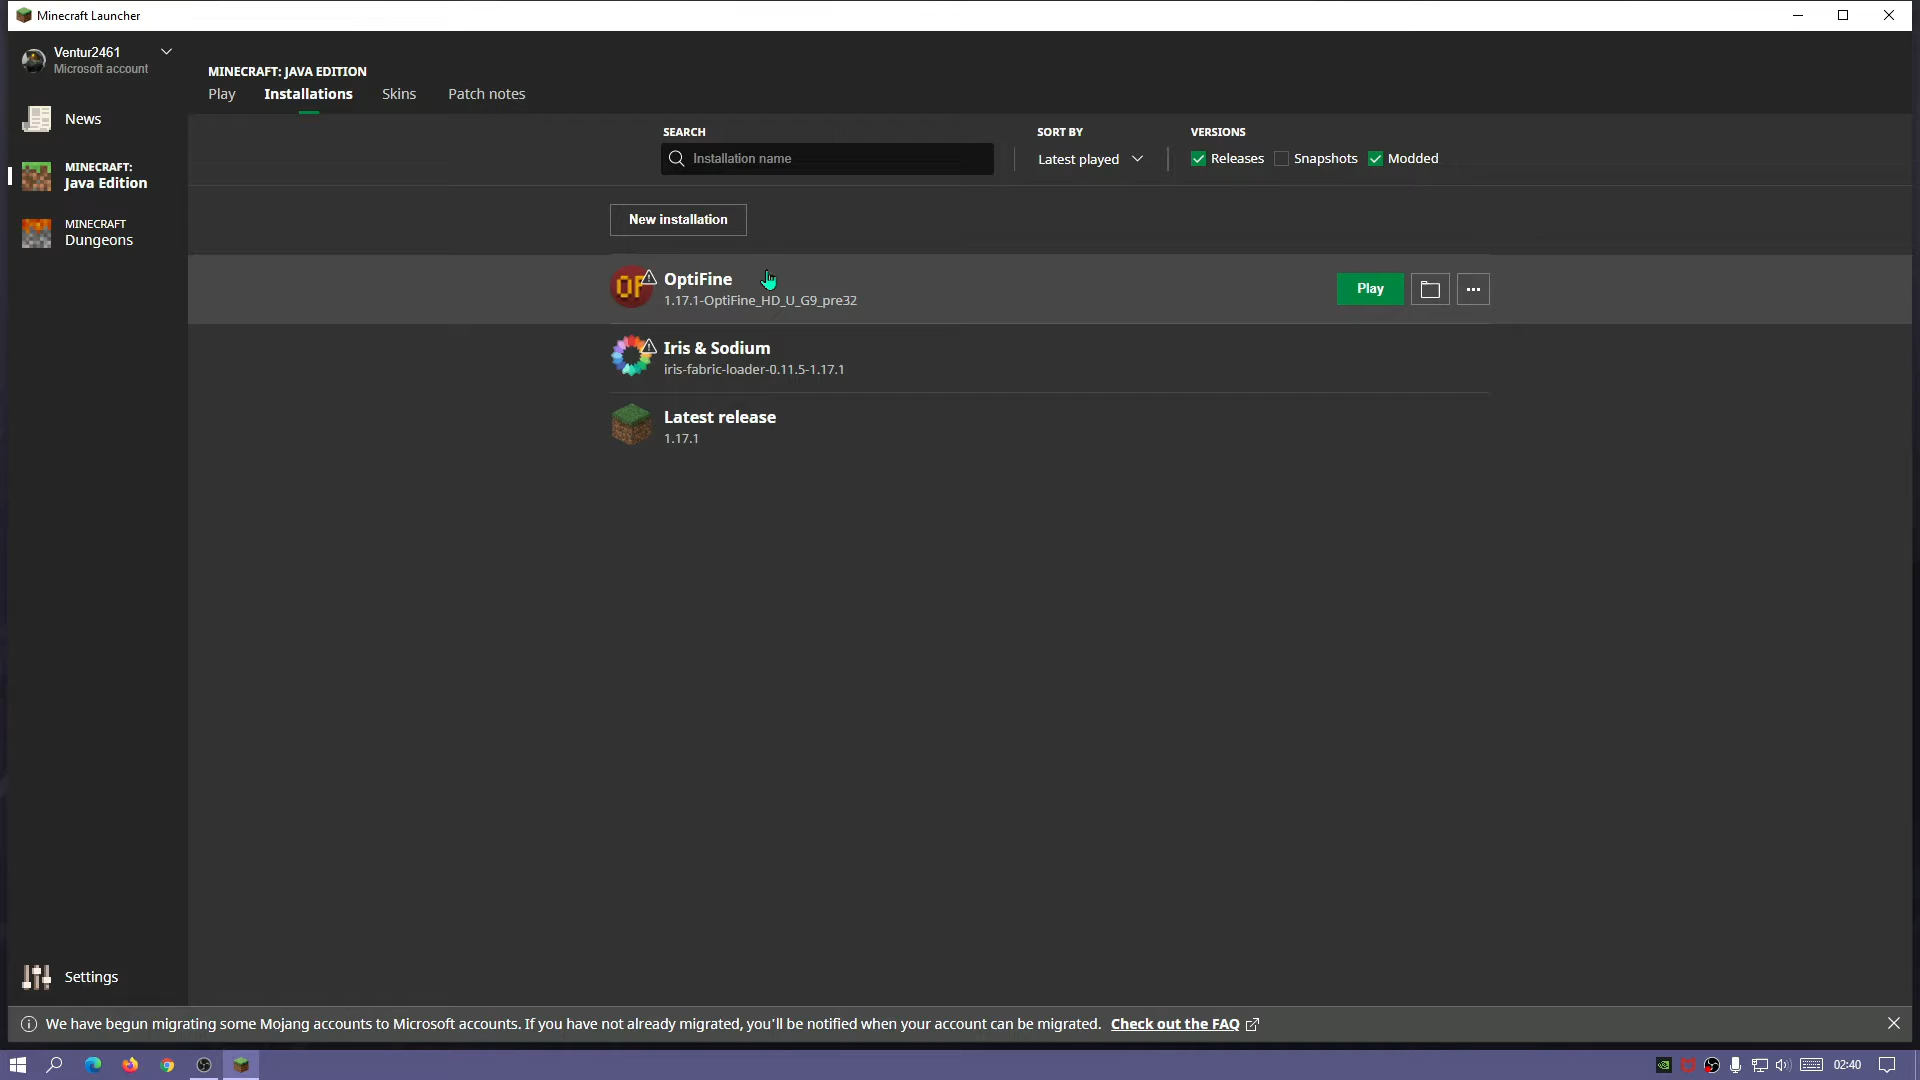 Minecraft Launcher
Ventur2461
Microsoft account
News
MINECRAFT:
Java Edition
MINECRAFT
Dungeons
Settings
MINECRAFT: JAVA EDITION
Play
Installations
Skins
Patch notes
SEARCH
Installation name
SORT BY
Latest played
VERSIONS
Releases
Snapshots
Modded
New installation
OF
OptiFine
1.17.1-OptiFine_HD_U_G9_pre32
Play
Iris & Sodium
iris-fabric-loader-0.11.5-1.17.1
Latest release
1.17.1
We have begun migrating some Mojang accounts to Microsoft accounts. If you have not already migrated, you'll be notified when your account can be migrated. Check out the FAQ
02:40